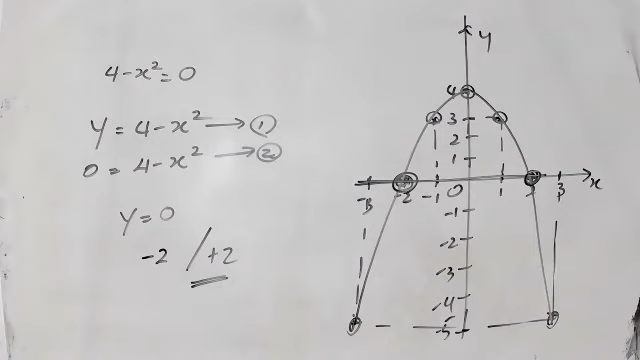 4-x²=0
y = 4-x² → ①
0 = 4-x² → ②
y=0
-2 / +2
y
4
3
2
1
-3 -2 -1 0 3 x
-1
-2
-3
-4
-5